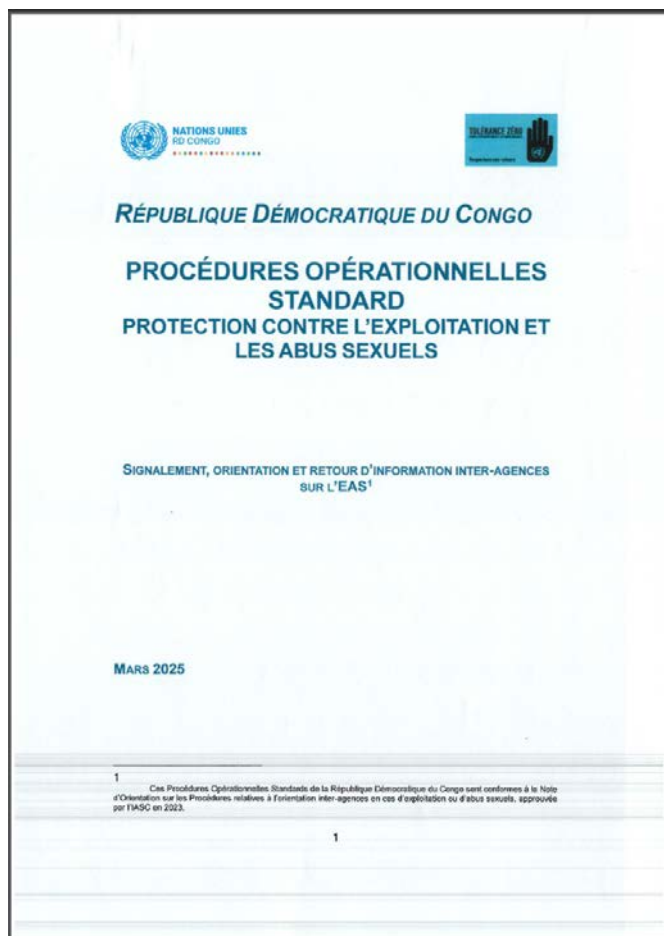 NATIONS UNIES
RD CONGO
TOLÉRANCE ZÉRO
RÉPUBLIQUE DÉMOCRATIQUE DU CONGO
PROCÉDURES OPÉRATIONNELLES
STANDARD
PROTECTION CONTRE L'EXPLOITATION ET
LES ABUS SEXUELS
SIGNALEMENT, ORIENTATION ET RETOUR D'INFORMATION INTER-AGENCES
SUR L'EAS1
MARS 2025
1
Ces Procédures Opérationnelles Standards de la République Démocratique du Congo sont conformes à la Note
d'Orientation sur les Procédures relatives à l'orientation inter-agences en cas d'exploitation ou d'abus sexuels, approuvée
par l'IASC en 2023.
1